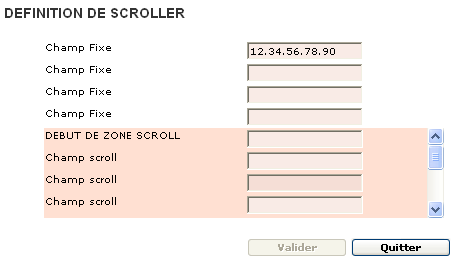 DEFINITION DE SCROLLER
Champ Fixe 12.34.56.78.90
Champ Fixe
Champ Fixe
Champ Fixe
DEBUT DE ZONE SCROLL
Champ scroll
Champ scroll
Champ scroll
Valider Quitter